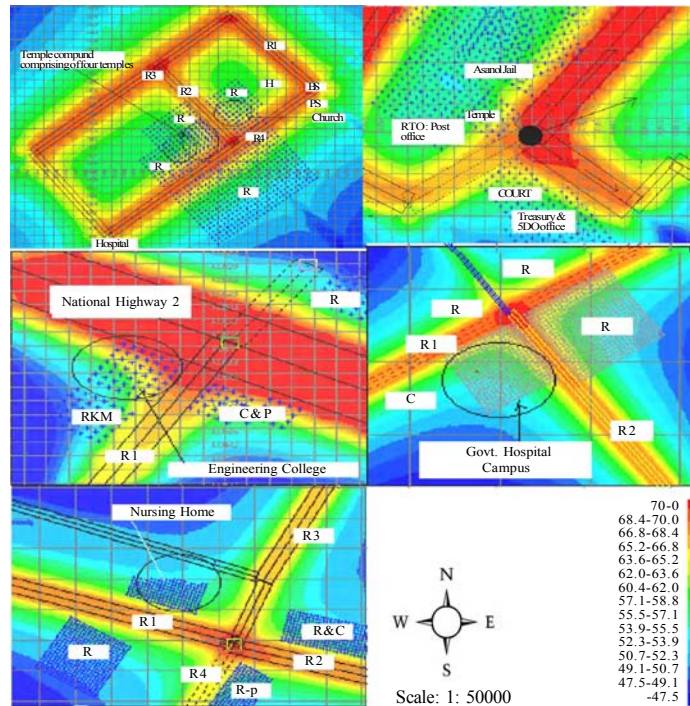 Temple compound
comprising of four temples
R1
R3
R2
R
H
BS
PS
Church
R
R4
R
R
Hospital
Asanol Jail
Temple
RTO: Post
office
COURT
Treasury &
5DO office
National Highway 2
R
RKM
C & P
R 1
Engineering College
R
R
R
R 1
C
R2
Govt. Hospital
Campus
Nursing Home
R3
R1
R&C
R
R2
R4
R-p
N
W
E
S
Scale: 1: 50000
70-0
68.4-70.0
66.8-68.4
65.2-66.8
63.6-65.2
62.0-63.6
60.4-62.0
57.1-58.8
55.5-57.1
53.9-55.5
52.3-53.9
50.7-52.3
49.1-50.7
47.5-49.1
-47.5